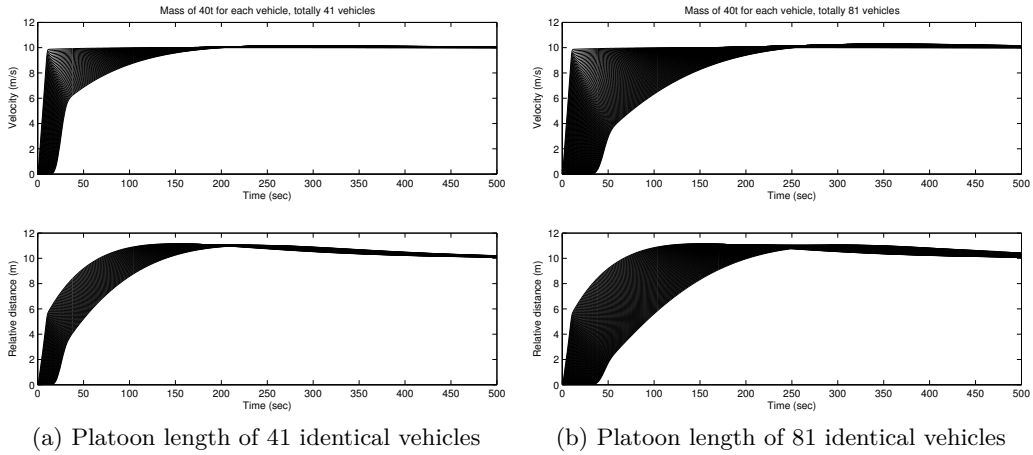 Mass of 40t for each vehicle, totally 41 vehicles
12
10
8
6
4
2
0
Velocity (m/s)
0 50 100 150 200 250 300 350 400 450 500
Time (sec)
12
10
8
6
4
2
0
Relative distance (m)
0 50 100 150 200 250 300 350 400 450 500
Time (sec)
(a) Platoon length of 41 identical vehicles
Mass of 40t for each vehicle, totally 81 vehicles
12
10
8
6
4
2
0
Velocity (m/s)
0 50 100 150 200 250 300 350 400 450 500
Time (sec)
12
10
8
6
4
2
0
Relative distance (m)
0 50 100 150 200 250 300 350 400 450 500
Time (sec)
(b) Platoon length of 81 identical vehicles